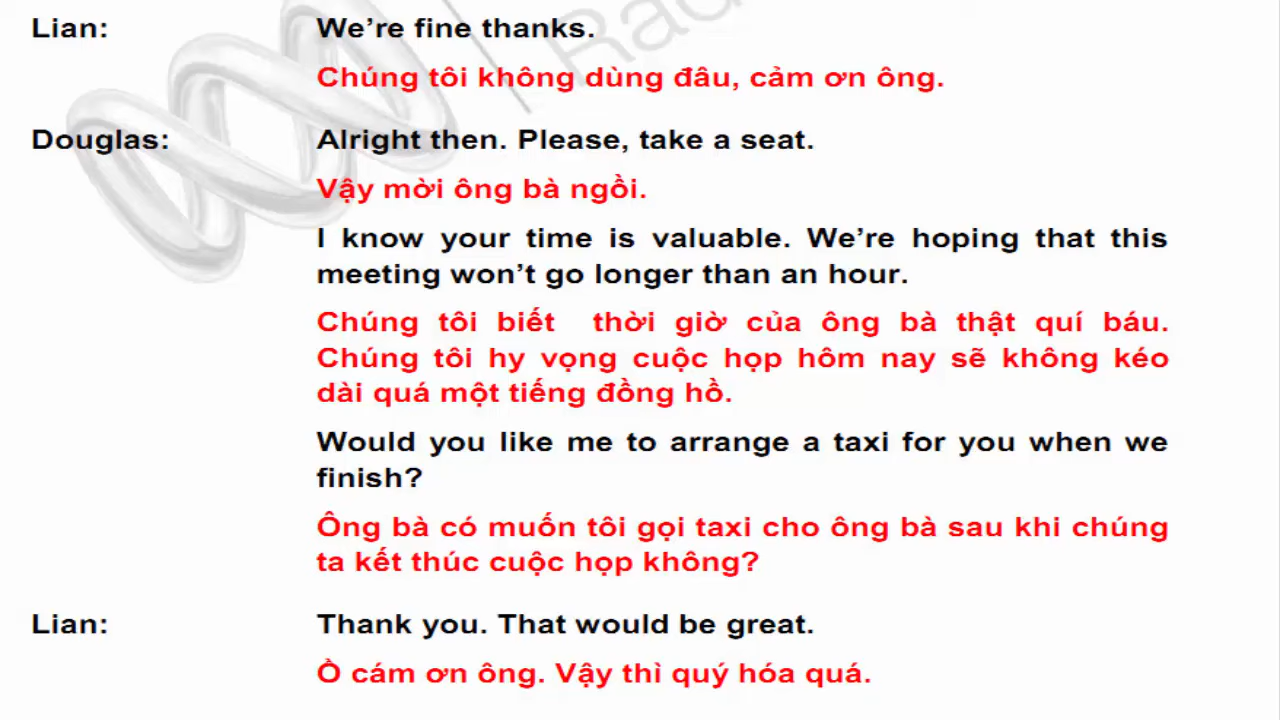 Lian: We're fine thanks.
Chúng tôi không dùng đâu, cảm ơn ông.
Douglas: Alright then. Please, take a seat.
Vậy mời ông bà ngồi.
I know your time is valuable. We're hoping that this
meeting won't go longer than an hour.
Chúng tôi biết thời giờ của ông bà thật quí báu.
Chúng tôi hy vọng cuộc họp hôm nay sẽ không kéo
dài quá một tiếng đồng hồ.
Would you like me to arrange a taxi for you when we
finish?
Ông bà có muốn tôi gọi taxi cho ông bà sau khi chúng
ta kết thúc cuộc họp không?
Lian: Thank you. That would be great.
Ồ cám ơn ông. Vậy thì quý hóa quá.